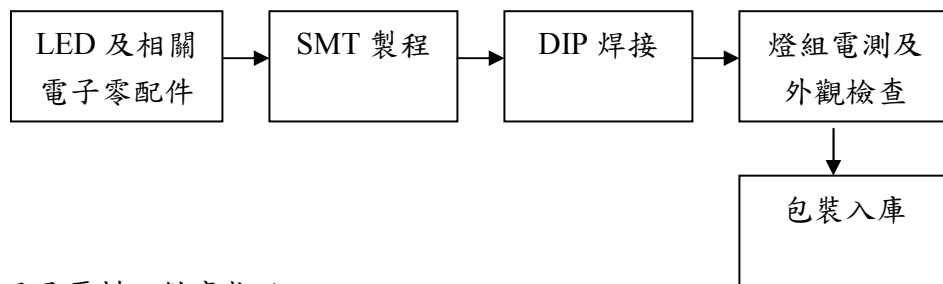 LED 及相關
電子零配件
SMT 製程
DIP 焊接
燈組電測及
外觀檢查
包裝入庫